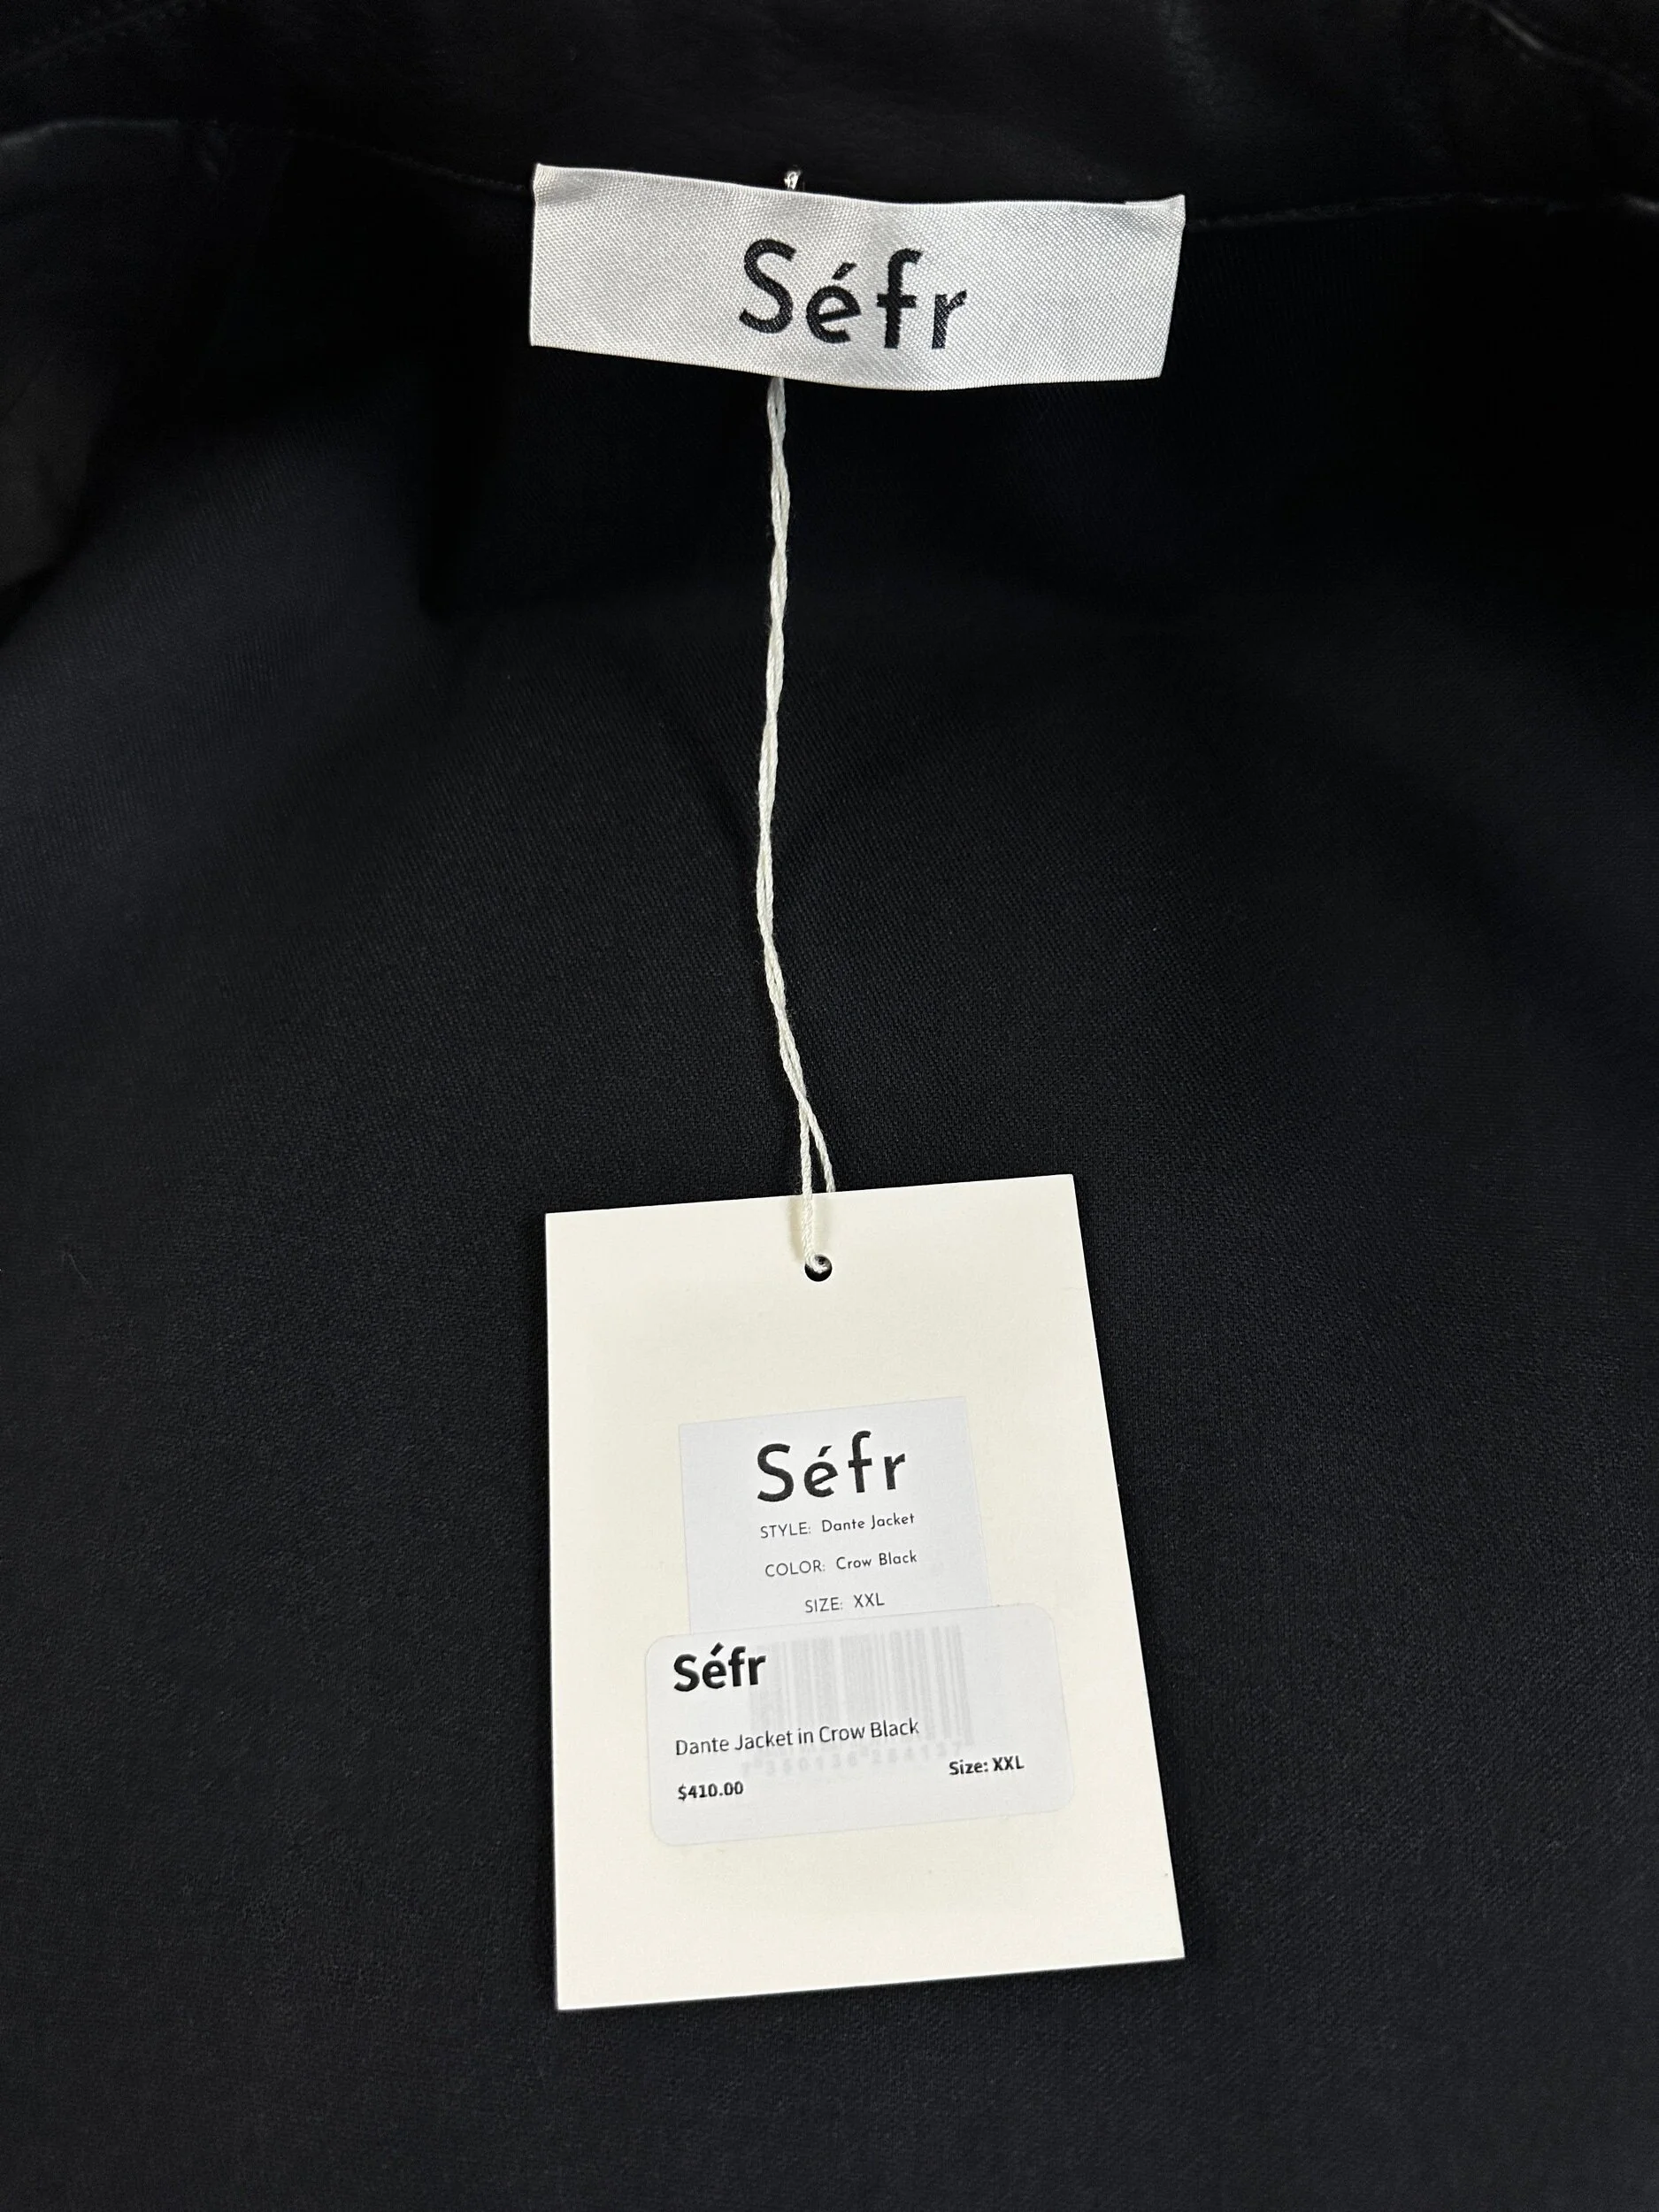 Séfr
Séfr
STYLE: Dante Jacket
COLOR: Crow Black
SIZE: XXL
Séfr
Dante Jacket in Crow Black
$410.00
Size: XXL